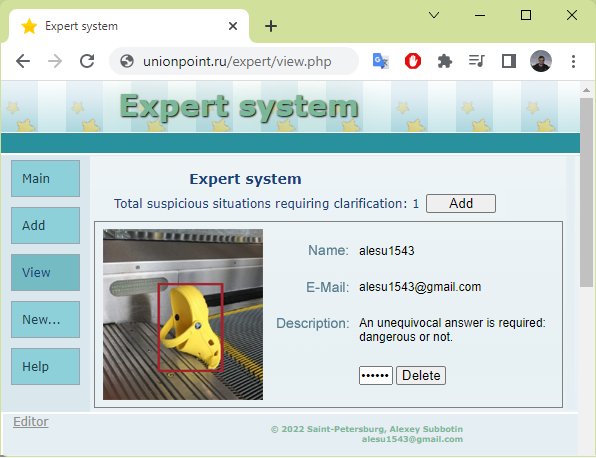 Expert system
unionpoint.ru/expert/view.php
Expert system
Main
Add
View
New...
Help
Expert system
Total suspicious situations requiring clarification: 1 Add
Name: alesu1543
E-Mail: alesu1543@gmail.com
Description: An unequivocal answer is required:
dangerous or not.
•••••• Delete
Editor
© 2022 Saint-Petersburg, Alexey Subbotin
alesu1543@gmail.com